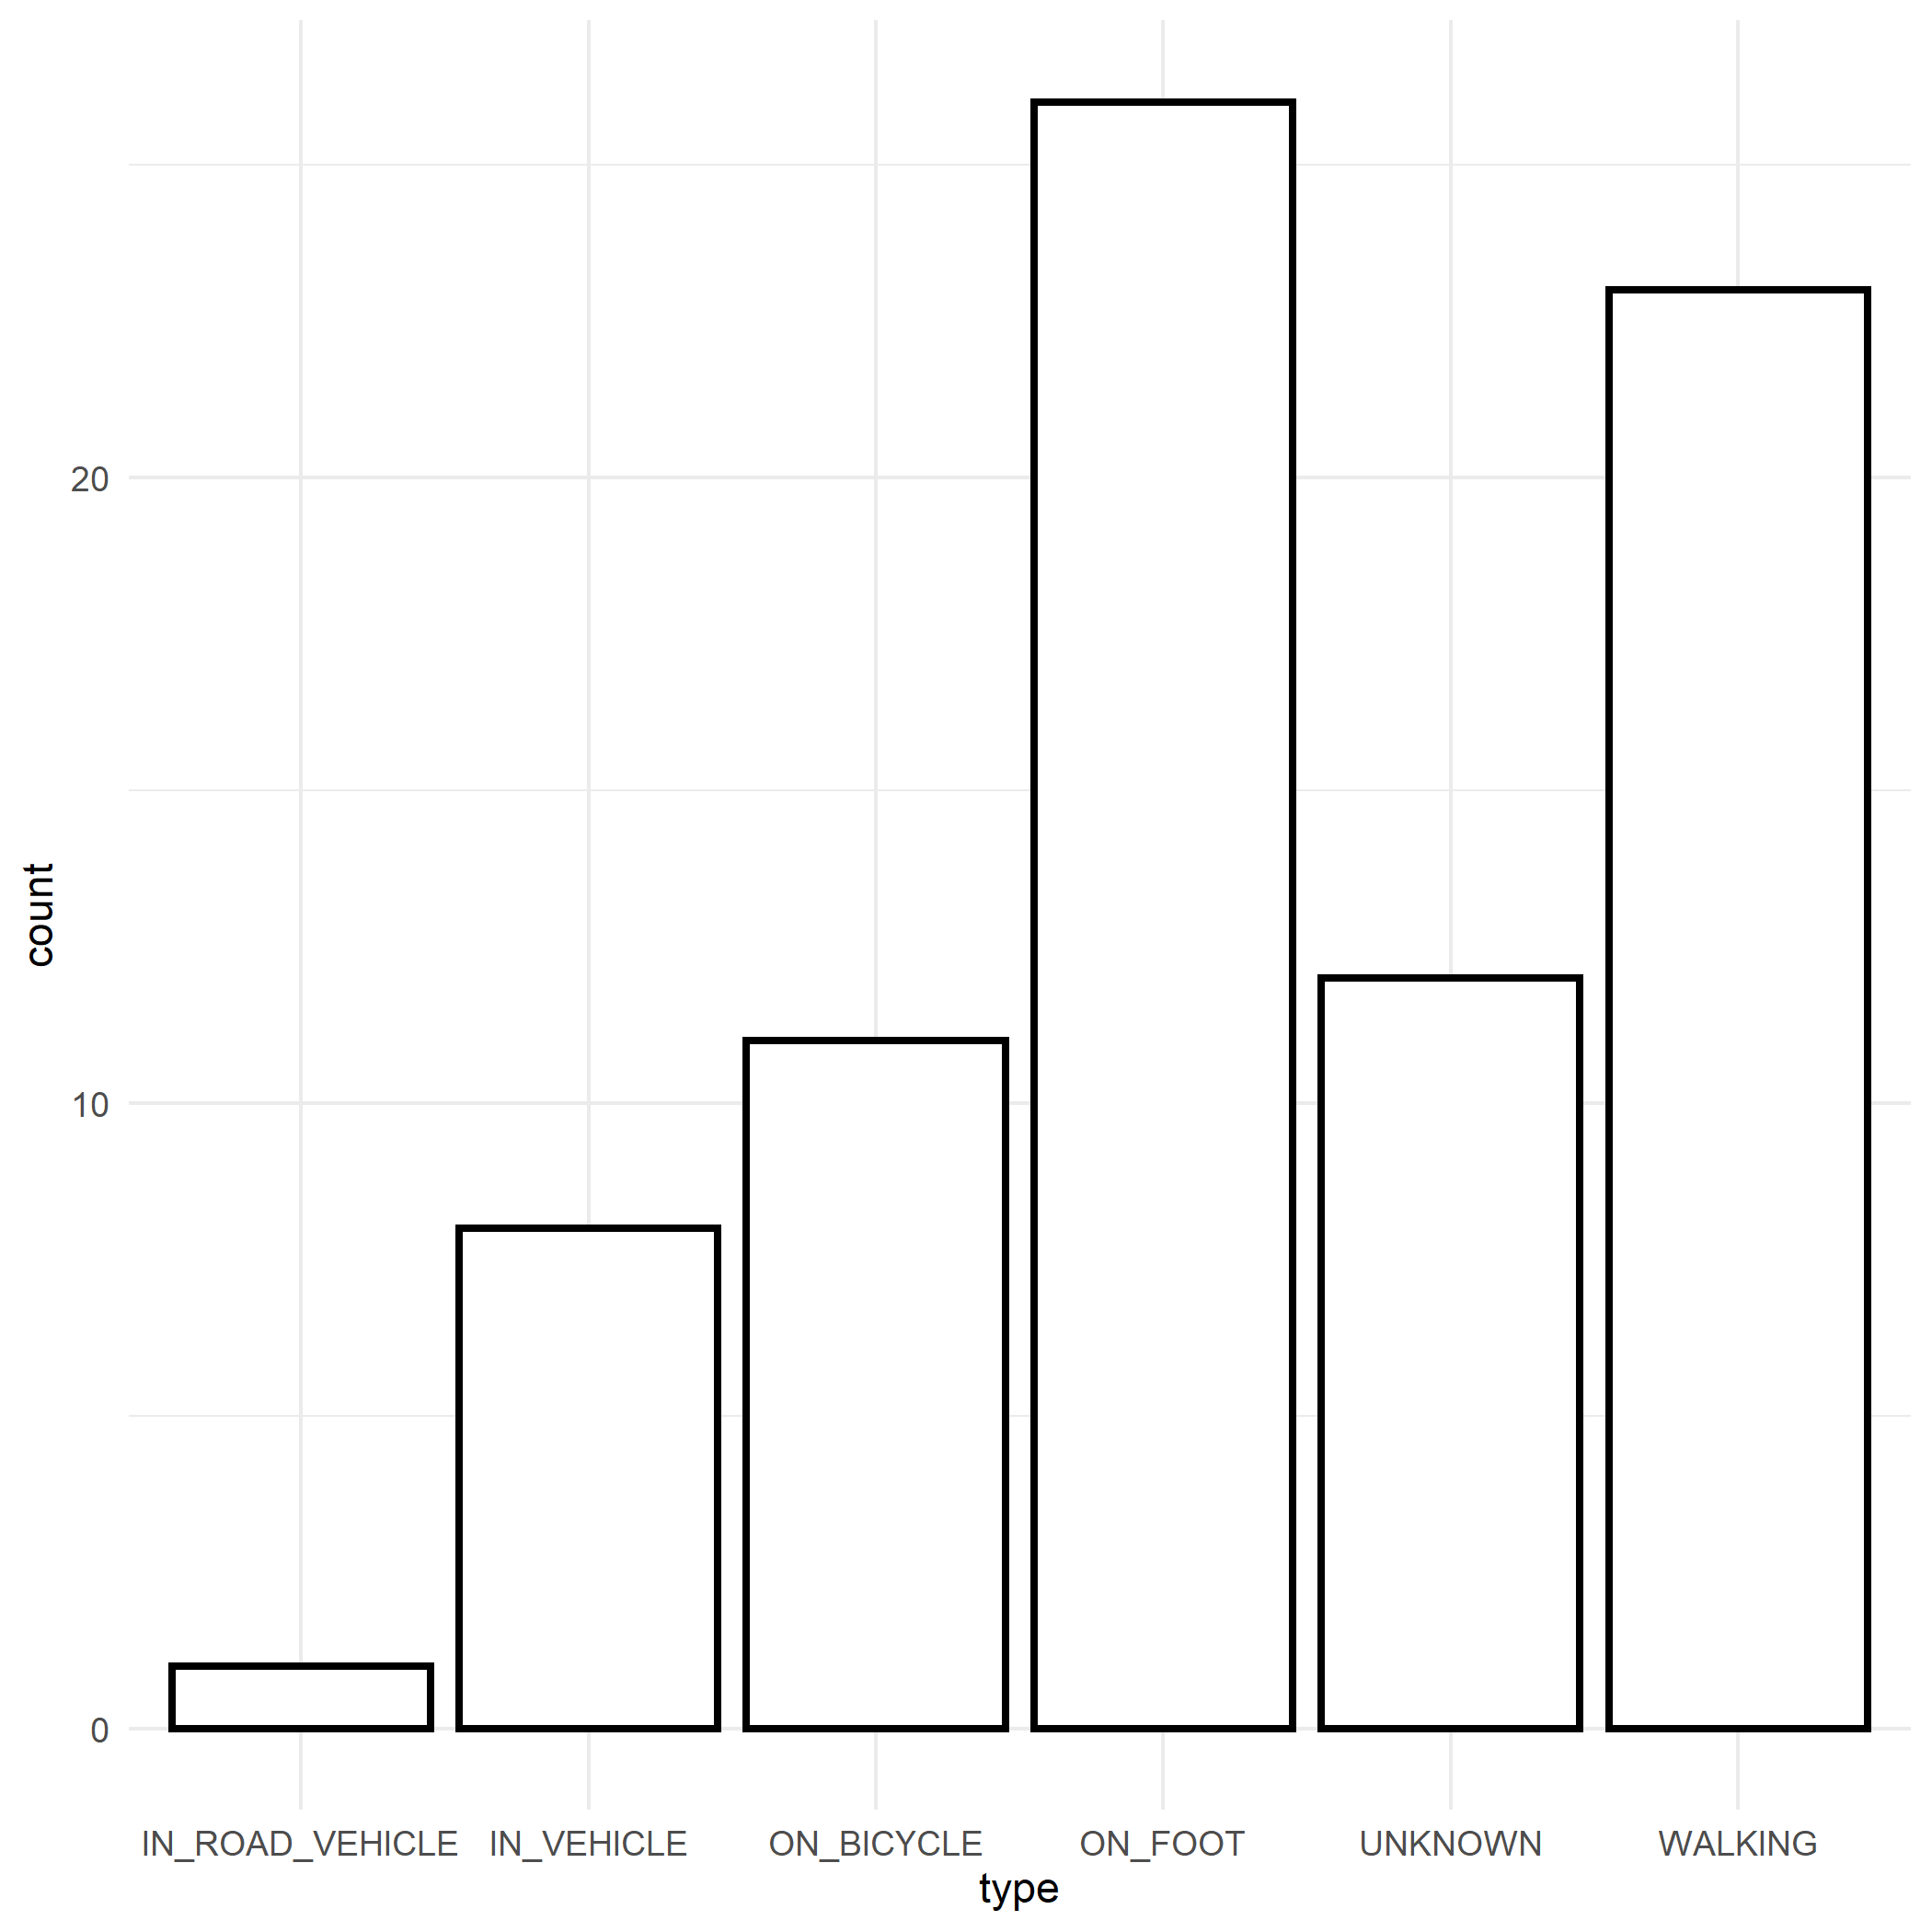 count
20
10
0
IN_ROAD_VEHICLE IN_VEHICLE ON_BICYCLE ON_FOOT UNKNOWN WALKING
type